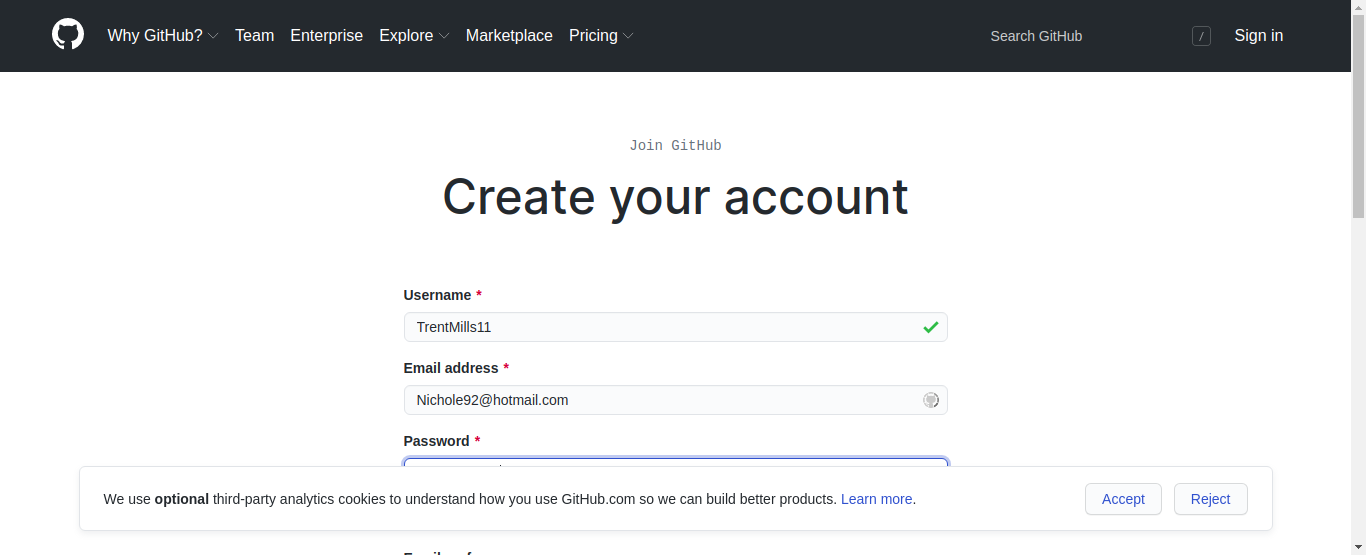 Why GitHub? Team Enterprise Explore Marketplace Pricing Search GitHub / Sign in
Join GitHub
Create your account
Username *
TrentMills11
Email address *
Nichole92@hotmail.com
Password *
We use optional third-party analytics cookies to understand how you use GitHub.com so we can build better products. Learn more.
Accept Reject